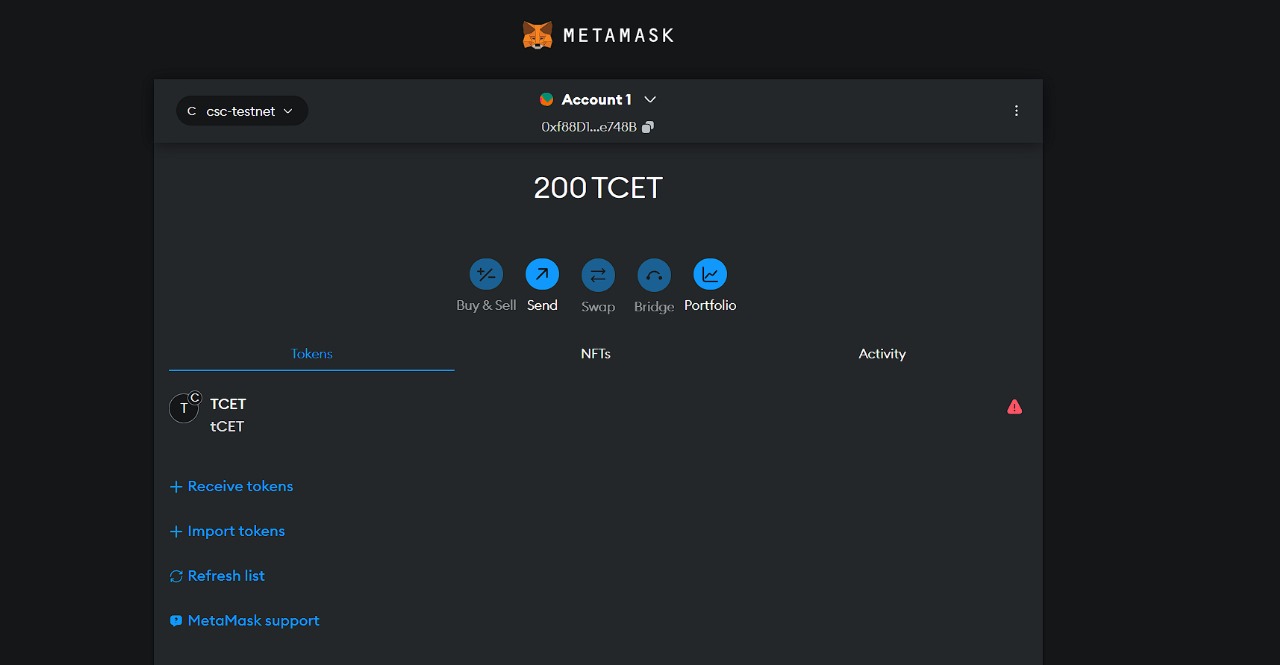 METAMASK
C csc-testnet
Account 1
0xf88D1...e748B
200 TCET
Buy & Sell Send Swap Bridge Portfolio
Tokens NFTs Activity
T C
TCET
tCET
Receive tokens
Import tokens
Refresh list
MetaMask support